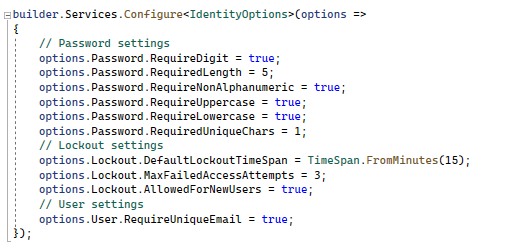 builder.Services.Configure<IdentityOptions>(options =>
{
    // Password settings
    options.Password.RequireDigit = true;
    options.Password.RequiredLength = 5;
    options.Password.RequireNonAlphanumeric = true;
    options.Password.RequireUppercase = true;
    options.Password.RequireLowercase = true;
    options.Password.RequiredUniqueChars = 1;
    // Lockout settings
    options.Lockout.DefaultLockoutTimeSpan = TimeSpan.FromMinutes(15);
    options.Lockout.MaxFailedAccessAttempts = 3;
    options.Lockout.AllowedForNewUsers = true;
    // User settings
    options.User.RequireUniqueEmail = true;
});